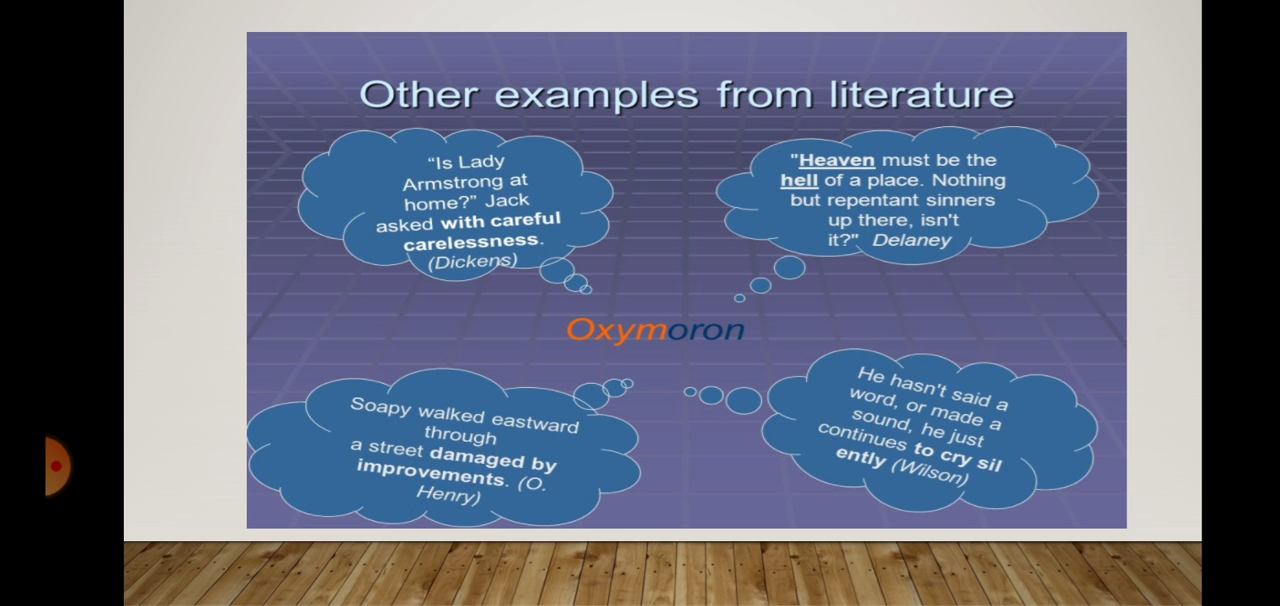 Other examples from literature
“Is Lady
Armstrong at
home?” Jack
asked with careful
carelessness.
(Dickens)
"Heaven must be the
hell of a place. Nothing
but repentant sinners
up there, isn't
it?" Delaney
Oxymoron
Soapy walked eastward
through
a street damaged by
improvements. (O.
Henry)
He hasn't said a
word, or made a
sound, he just
continues to cry sil
ently (Wilson)